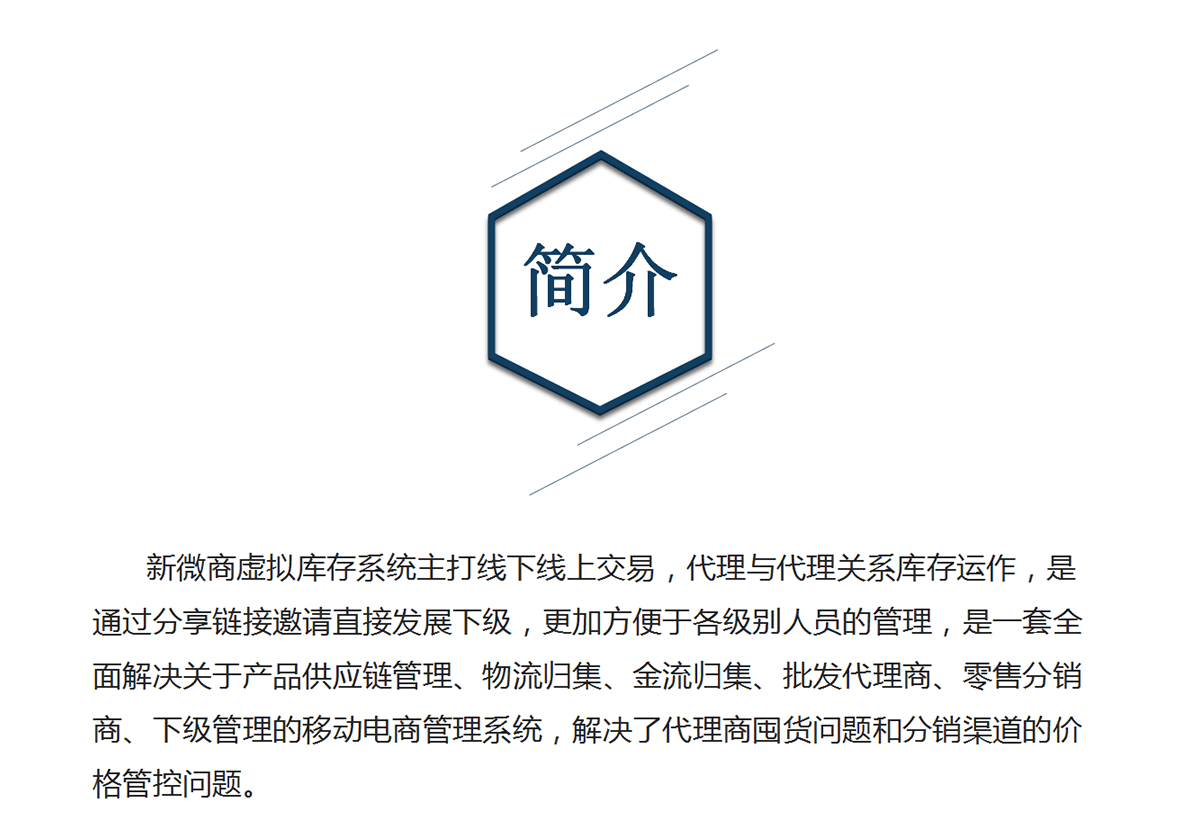 简介
新微商虚拟库存系统主打线下线上交易，代理与代理关系库存运作，是
通过分享链接邀请直接发展下级，更加方便于各级别人员的管理，是一套全
面解决关于产品供应链管理、物流归集、金流归集、批发代理商、零售分销
商、下级管理的移动电商管理系统，解决了代理商囤货问题和分销渠道的价
格管控问题。